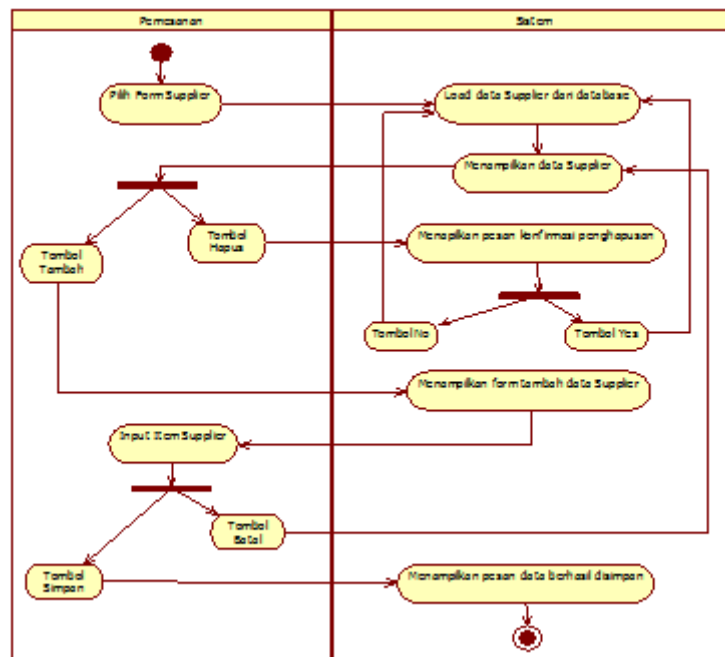 Pemesanan
Sistem
Pilih Form Supplier
Load data Supplier dari database
Menampilkan data Supplier
Tombol
Hapus
Tombol
Tambah
Menapilkan pesan konfirmasi penghapusan
Tombol No
Tombol Yes
Menampilkan form tambah data Supplier
Input Item Supplier
Tombol
Batal
Tombol
Simpan
Menampilkan pesan data berhasil disimpan